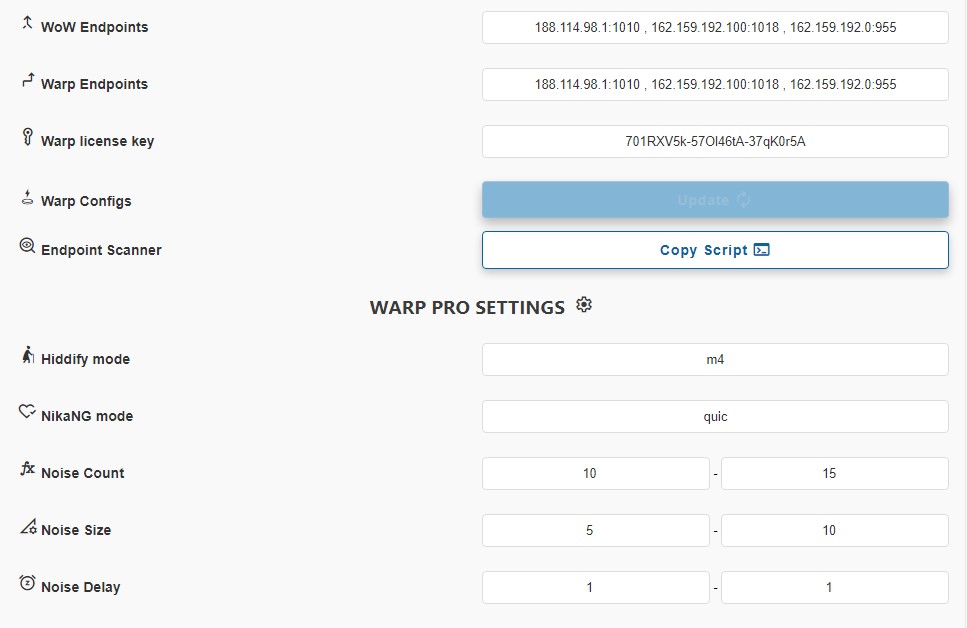 WoW Endpoints 188.114.98.1:1010 , 162.159.192.100:1018 , 162.159.192.0:955
Warp Endpoints 188.114.98.1:1010 , 162.159.192.100:1018 , 162.159.192.0:955
Warp license key 701RXV5k-57Ol46tA-37qK0r5A
Warp Configs Update
Endpoint Scanner Copy Script
WARP PRO SETTINGS
Hiddify mode m4
NikaNG mode quic
Noise Count 10 - 15
Noise Size 5 - 10
Noise Delay 1 - 1